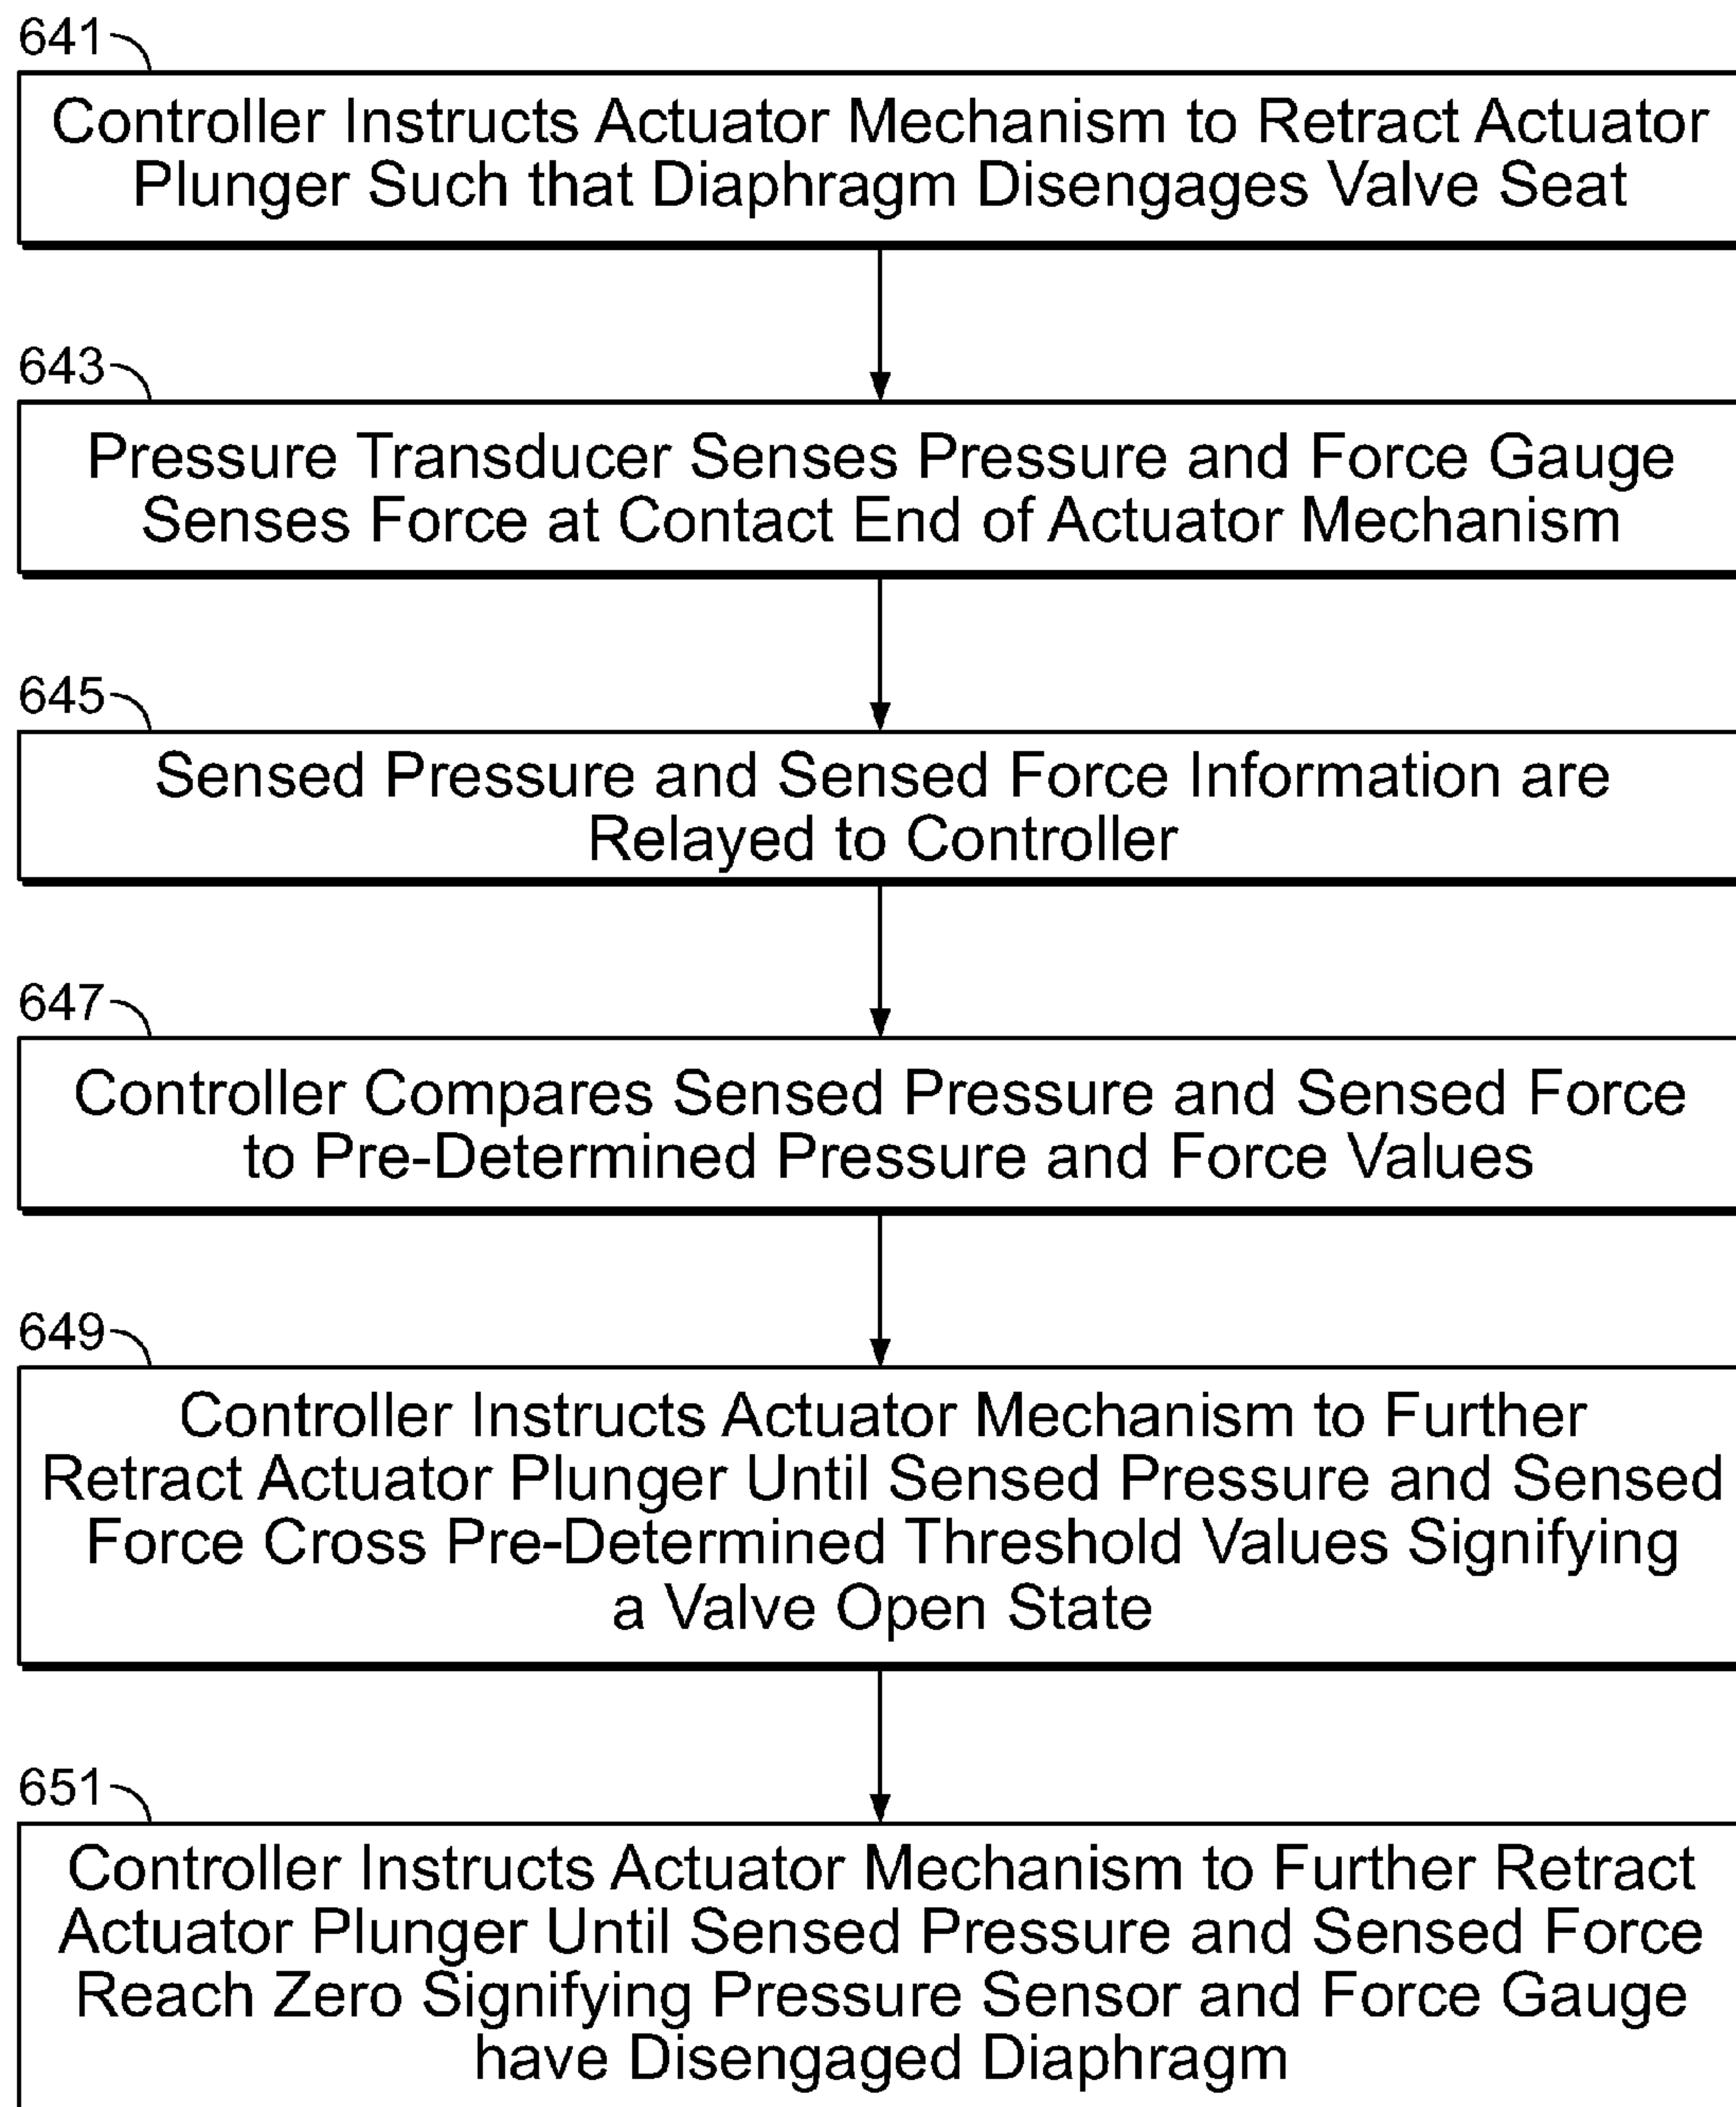 641
Controller Instructs Actuator Mechanism to Retract Actuator
Plunger Such that Diaphragm Disengages Valve Seat
643
Pressure Transducer Senses Pressure and Force Gauge
Senses Force at Contact End of Actuator Mechanism
645
Sensed Pressure and Sensed Force Information are
Relayed to Controller
647
Controller Compares Sensed Pressure and Sensed Force
to Pre-Determined Pressure and Force Values
649
Controller Instructs Actuator Mechanism to Further
Retract Actuator Plunger Until Sensed Pressure and Sensed
Force Cross Pre-Determined Threshold Values Signifying
a Valve Open State
651
Controller Instructs Actuator Mechanism to Further Retract
Actuator Plunger Until Sensed Pressure and Sensed Force
Reach Zero Signifying Pressure Sensor and Force Gauge
have Disengaged Diaphragm